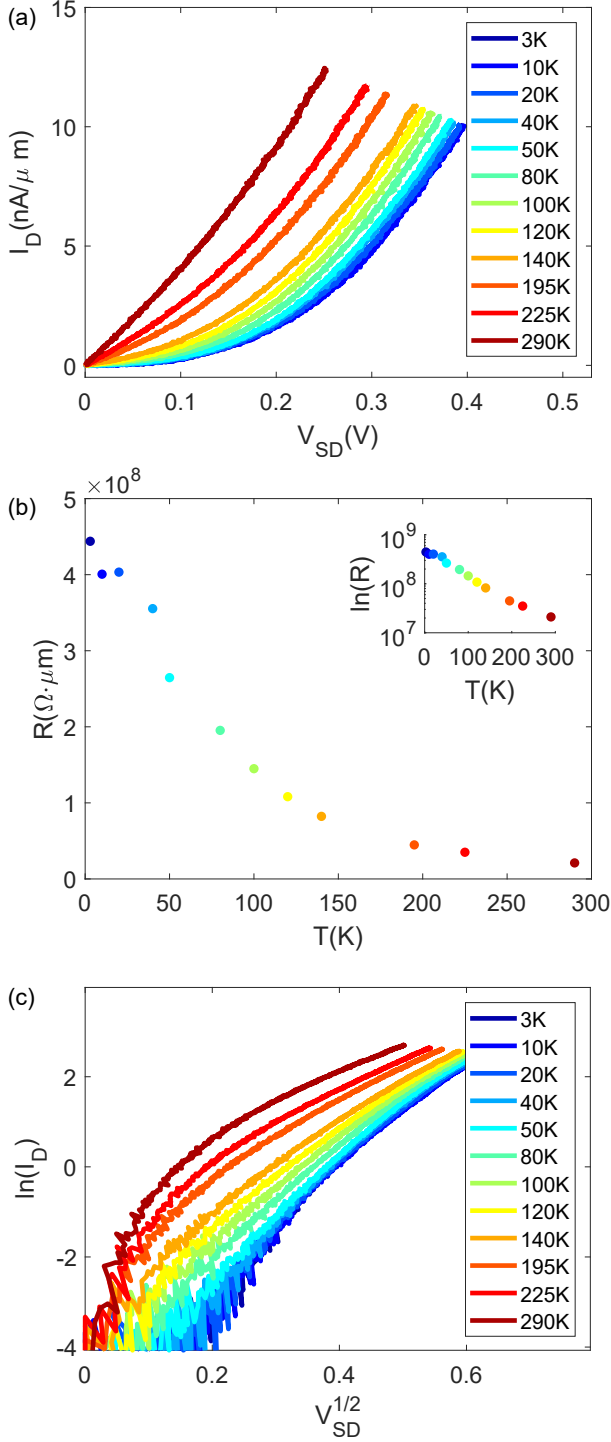 (a)
15
10
5
0
I_D(nA/μ m)
0 0.1 0.2 0.3 0.4 0.5
V_SD(V)
3K
10K
20K
40K
50K
80K
100K
120K
140K
195K
225K
290K
(b)
×10^8
5
4
3
2
1
0
R(Ω·μm)
0 50 100 150 200 250 300
T(K)
10^9
10^8
10^7
ln(R)
0 100 200 300
T(K)
(c)
2
0
-2
-4
ln(I_D)
0 0.2 0.4 0.6
V_SD^1/2
3K
10K
20K
40K
50K
80K
100K
120K
140K
195K
225K
290K